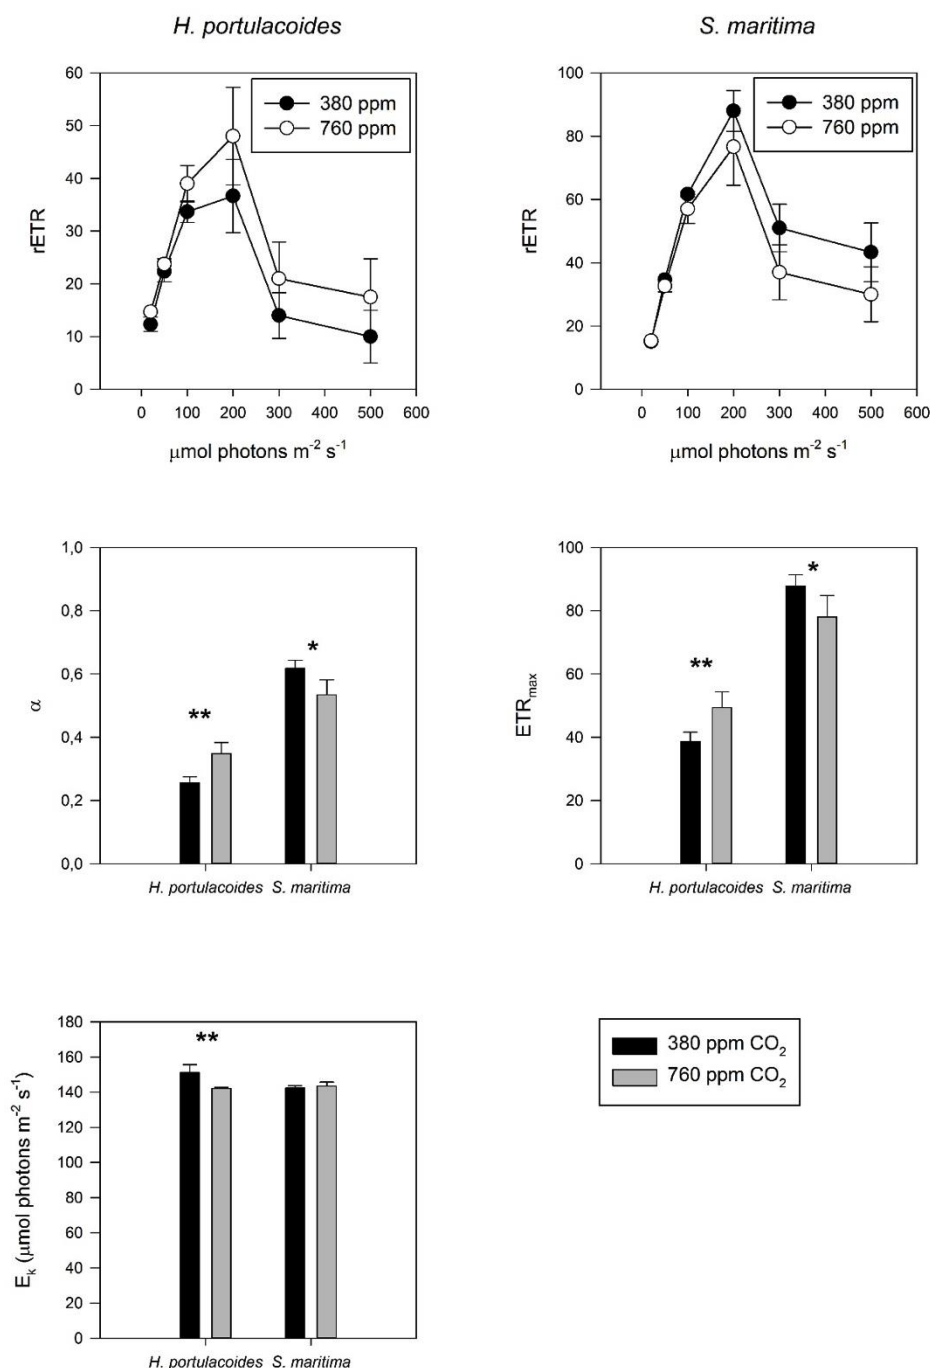 H. portulacoides
S. maritima
60
50
40
30
20
10
0
rETR
380 ppm
760 ppm
0 100 200 300 400 500 600
μmol photons m⁻² s⁻¹
100
80
60
40
20
0
rETR
380 ppm
760 ppm
0 100 200 300 400 500 600
μmol photons m⁻² s⁻¹
1,0
0,8
0,6
0,4
0,2
0,0
α
**
*
H. portulacoides S. maritima
100
80
60
40
20
0
ETRmax
**
*
H. portulacoides S. maritima
180
160
140
120
100
80
60
40
20
0
Eₖ (μmol photons m⁻² s⁻¹)
**
H. portulacoides S. maritima
380 ppm CO₂
760 ppm CO₂